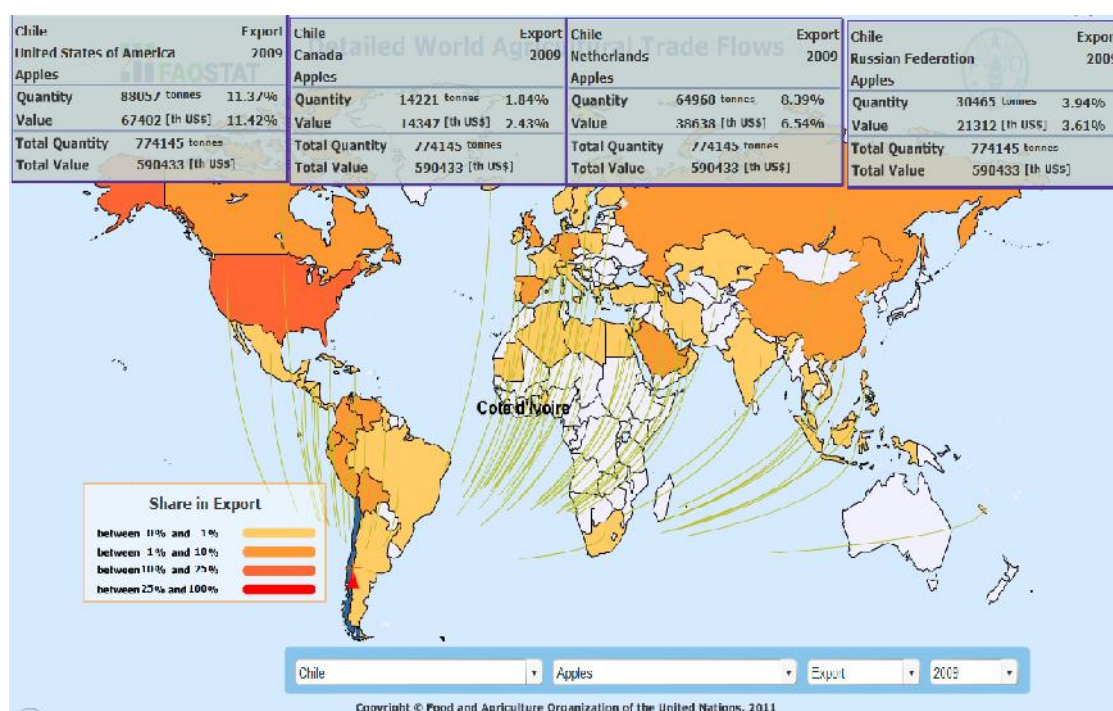 Detailed World Agricultural Trade Flows
FAOSTAT
Chile Export
United States of America 2009
Apples
Quantity 88057 tonnes 11.37%
Value 67402 [th US$] 11.42%
Total Quantity 774145 tonnes
Total Value 590433 [th US$]
Chile Export
Canada 2009
Apples
Quantity 14221 tonnes 1.84%
Value 14347 [th US$] 2.43%
Total Quantity 774145 tonnes
Total Value 590433 [th US$]
Chile Export
Netherlands 2009
Apples
Quantity 64968 tonnes 8.39%
Value 38638 [th US$] 6.54%
Total Quantity 774145 tonnes
Total Value 590433 [th US$]
Chile Export
Russian Federation 2009
Apples
Quantity 30465 tonnes 3.94%
Value 21312 [th US$] 3.61%
Total Quantity 774145 tonnes
Total Value 590433 [th US$]
Cote d'Ivoire
Share in Export
between 0% and 1%
between 1% and 10%
between 10% and 25%
between 25% and 100%
Chile Apples Export 2009
Copyright © Food and Agriculture Organization of the United Nations, 2011